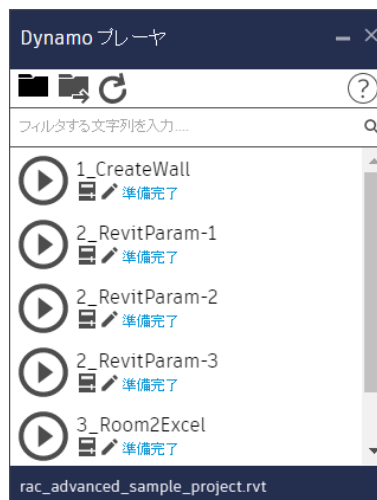 Dynamo プレーヤ
?
フィルタする文字列を入力....
1_CreateWall
準備完了
2_RevitParam-1
準備完了
2_RevitParam-2
準備完了
2_RevitParam-3
準備完了
3_Room2Excel
準備完了
rac_advanced_sample_project.rvt